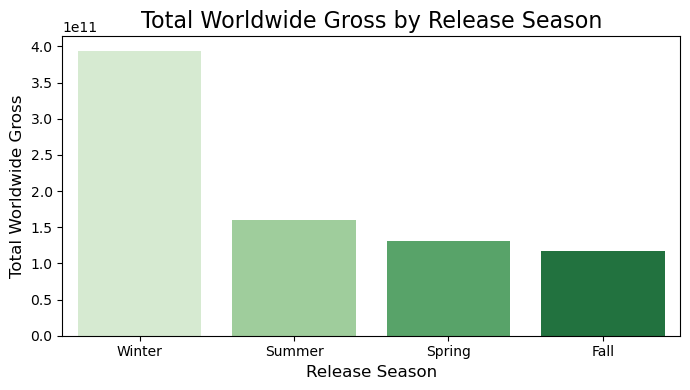 Total Worldwide Gross by Release Season
1e11
4.0
3.5
3.0
2.5
2.0
1.5
1.0
0.5
0.0
Total Worldwide Gross
Winter Summer Spring Fall
Release Season